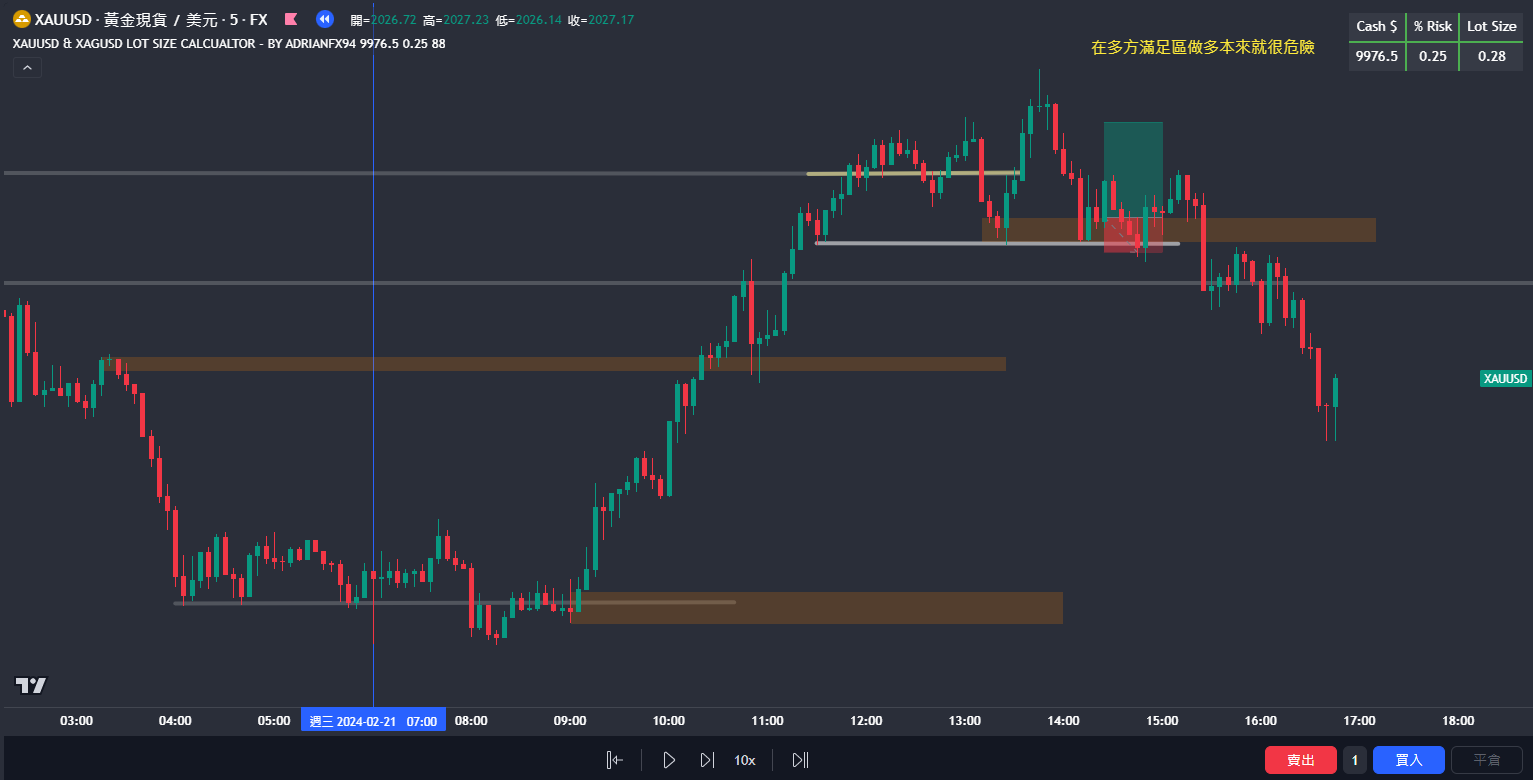 XAUUSD · 黃金現貨 / 美元 · 5 · FX 開=2026.72 高=2027.23 低=2026.14 收=2027.17
XAUUSD & XAGUSD LOT SIZE CALCUALTOR - BY ADRIANFX94 9976.5 0.25 88
在多方滿足區做多本來就很危險
Cash $ % Risk Lot Size
9976.5 0.25 0.28
XAUUSD
03:00 04:00 05:00 週三 2024-02-21 07:00 08:00 09:00 10:00 11:00 12:00 13:00 14:00 15:00 16:00 17:00 18:00
10x 賣出 1 買入 平倉